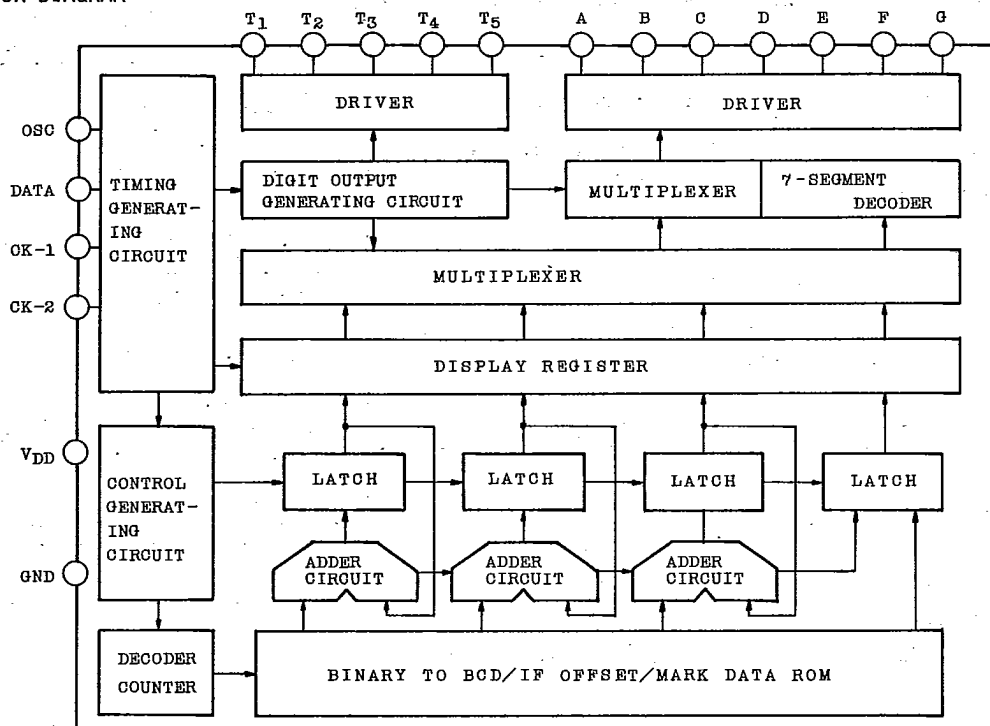 T1 T2 T3 T4 T5 A B C D E F G
DRIVER DRIVER
OSC
DATA
CK-1
CK-2
TIMING
GENERAT-
ING
CIRCUIT
DIGIT OUTPUT
GENERATING CIRCUIT
MULTIPLEXER
7-SEGMENT
DECODER
MULTIPLEXER
DISPLAY REGISTER
VDD
GND
CONTROL
GENERAT-
ING
CIRCUIT
LATCH LATCH LATCH LATCH
ADDER
CIRCUIT
ADDER
CIRCUIT
ADDER
CIRCUIT
DECODER
COUNTER
BINARY TO BCD/IF OFFSET/MARK DATA ROM